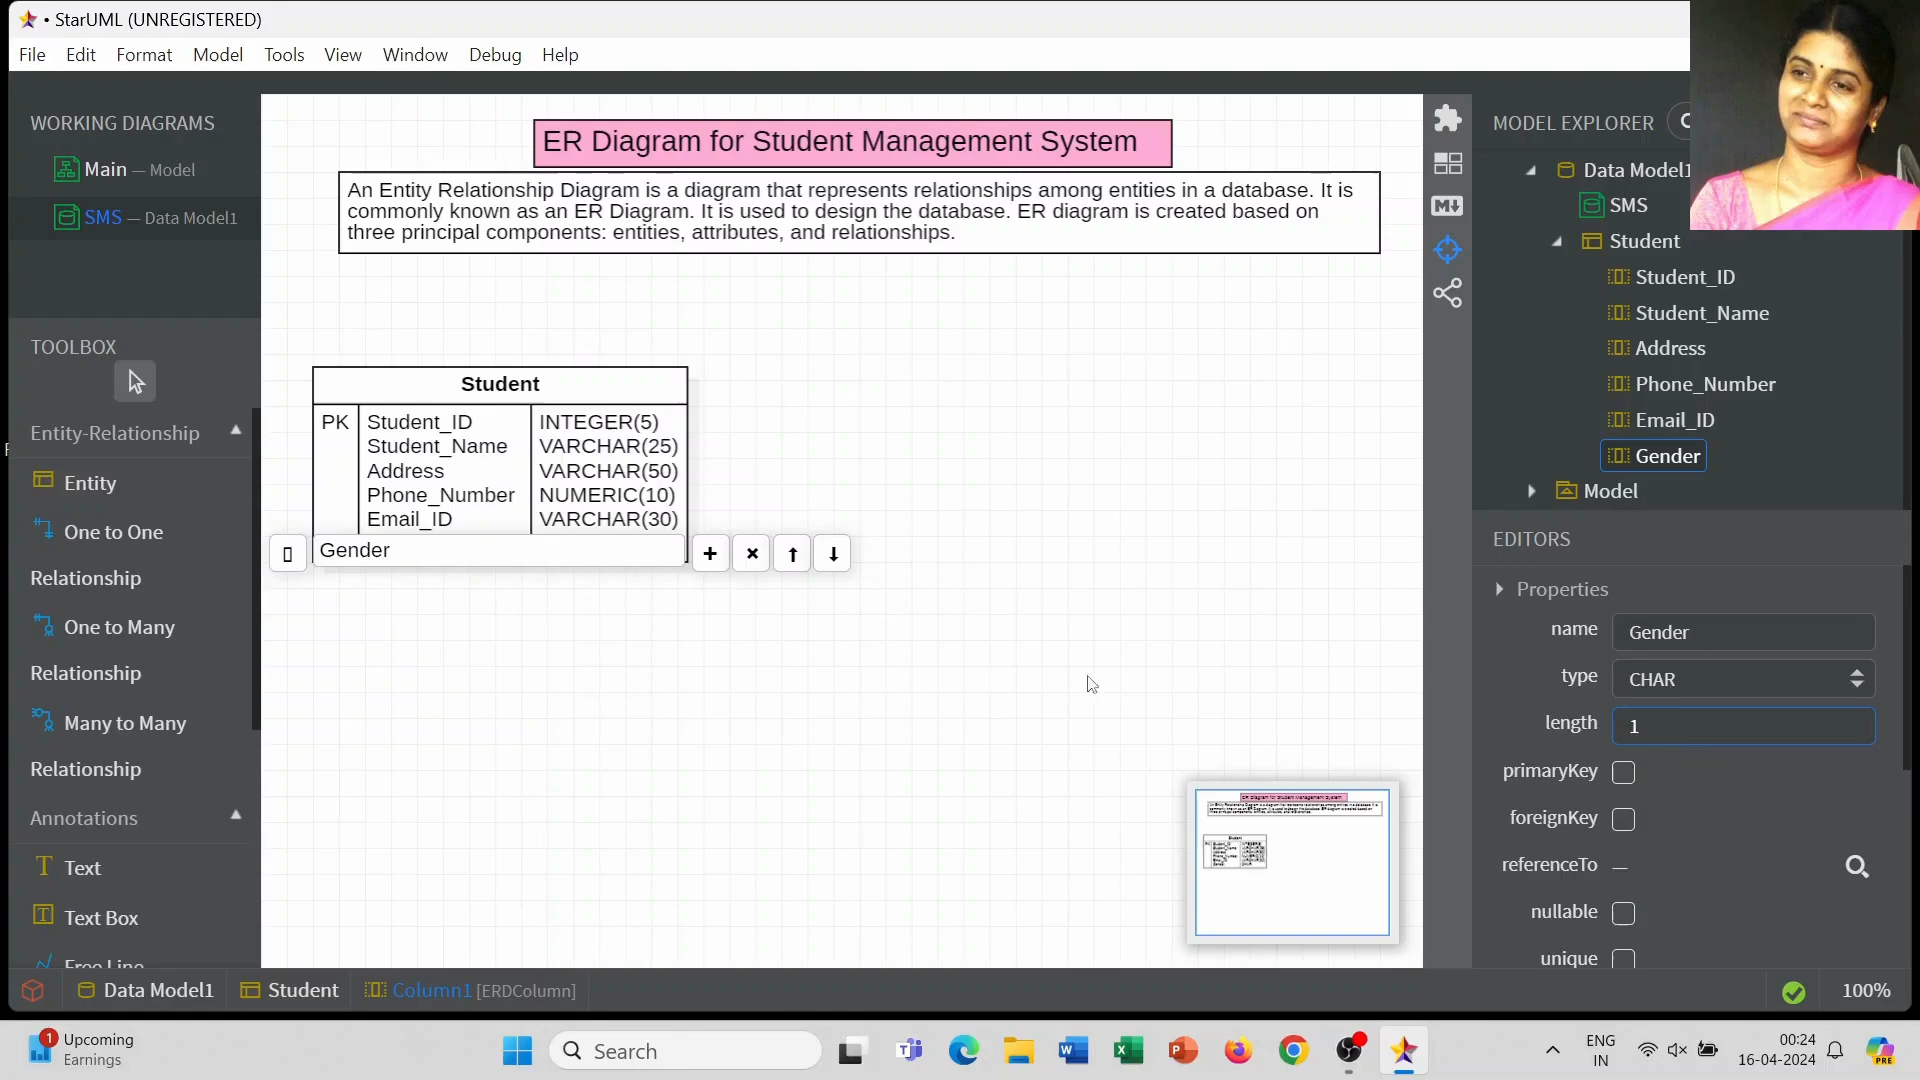 • StarUML (UNREGISTERED)
File Edit Format Model Tools View Window Debug Help
WORKING DIAGRAMS
Main — Model
SMS — Data Model1
TOOLBOX
Entity-Relationship
Entity
One to One
Relationship
One to Many
Relationship
Many to Many
Relationship
Annotations
Text
Text Box
Free Line
ER Diagram for Student Management System
An Entity Relationship Diagram is a diagram that represents relationships among entities in a database. It is
commonly known as an ER Diagram. It is used to design the database. ER diagram is created based on
three principal components: entities, attributes, and relationships.
Student
PK Student_ID INTEGER(5)
Student_Name VARCHAR(25)
Address VARCHAR(50)
Phone_Number NUMERIC(10)
Email_ID VARCHAR(30)
Gender
MODEL EXPLORER
Data Model1
SMS
Student
Student_ID
Student_Name
Address
Phone_Number
Email_ID
Gender
Model
EDITORS
Properties
name Gender
type CHAR
length 1
primaryKey
foreignKey
referenceTo —
nullable
unique
Data Model1 Student Column1 [ERDColumn]
100%
1
Upcoming
Earnings
Search
ENG
IN
00:24
16-04-2024
PRE